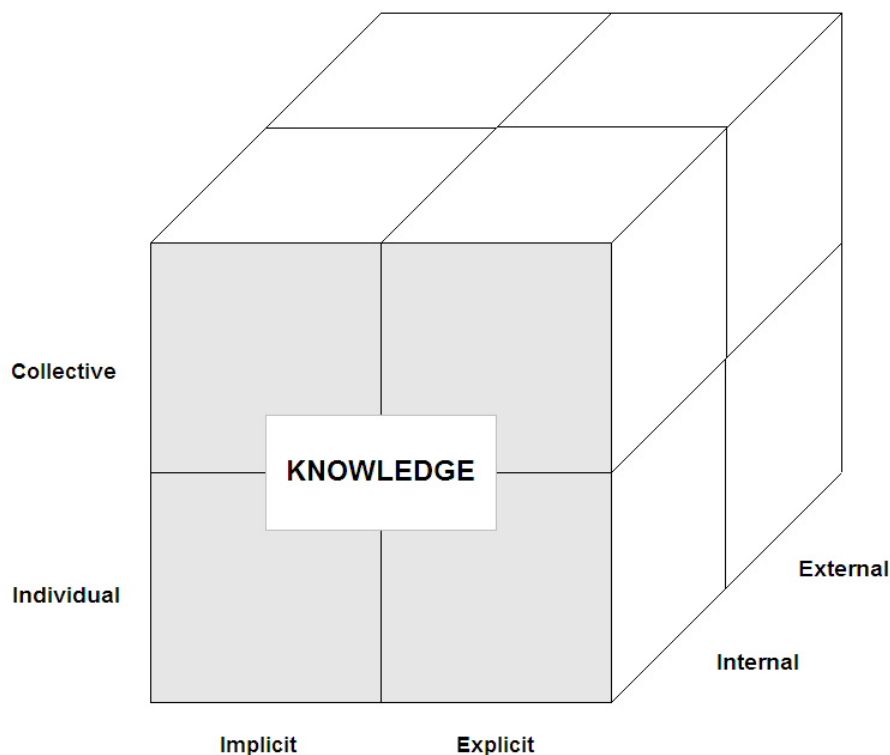 Collective
KNOWLEDGE
Individual
External
Internal
Implicit
Explicit